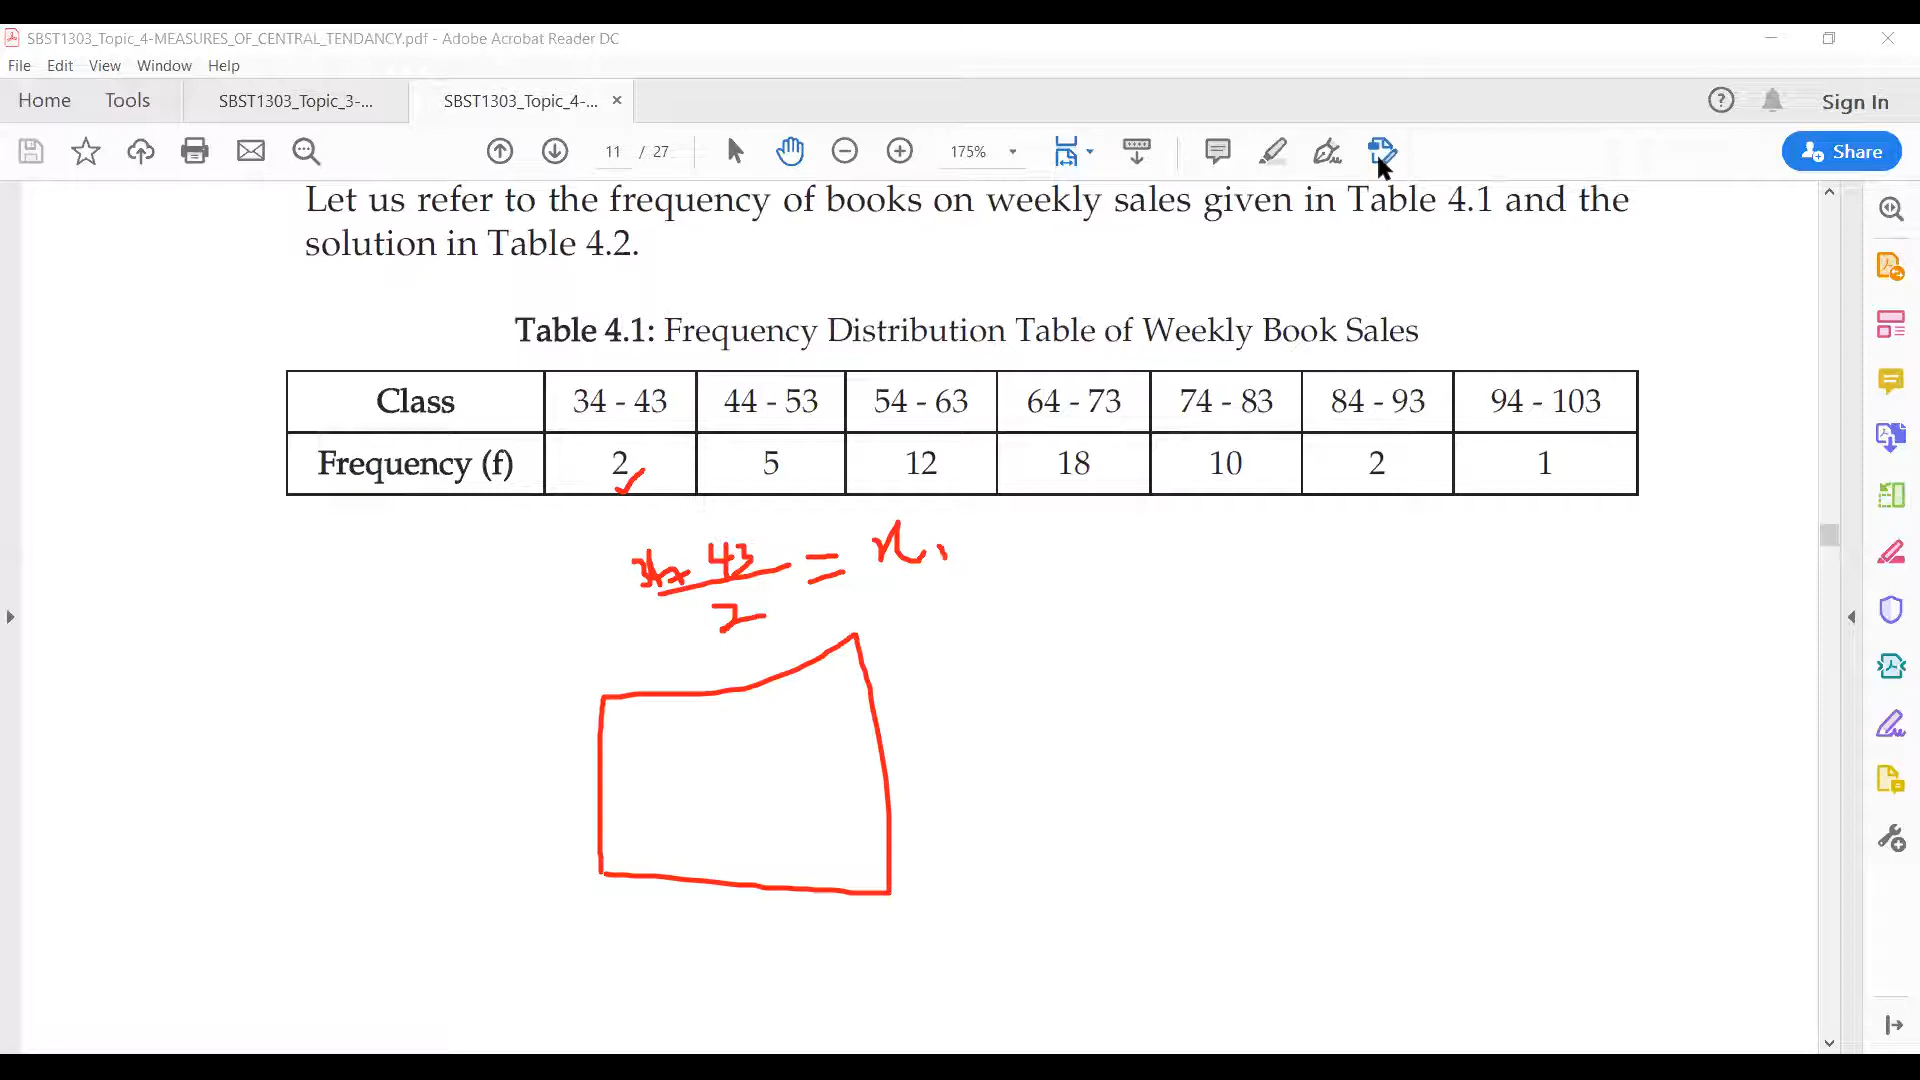 SBST1303_Topic_4-MEASURES_OF_CENTRAL_TENDANCY.pdf - Adobe Acrobat Reader DC
File Edit View Window Help
Home Tools SBST1303_Topic_3-... SBST1303_Topic_4-... × Sign In
11 / 27 175% Share
Let us refer to the frequency of books on weekly sales given in Table 4.1 and the
solution in Table 4.2.
Table 4.1: Frequency Distribution Table of Weekly Book Sales
Class 34 - 43 44 - 53 54 - 63 64 - 73 74 - 83 84 - 93 94 - 103
Frequency (f) 2 5 12 18 10 2 1
43 = x
2